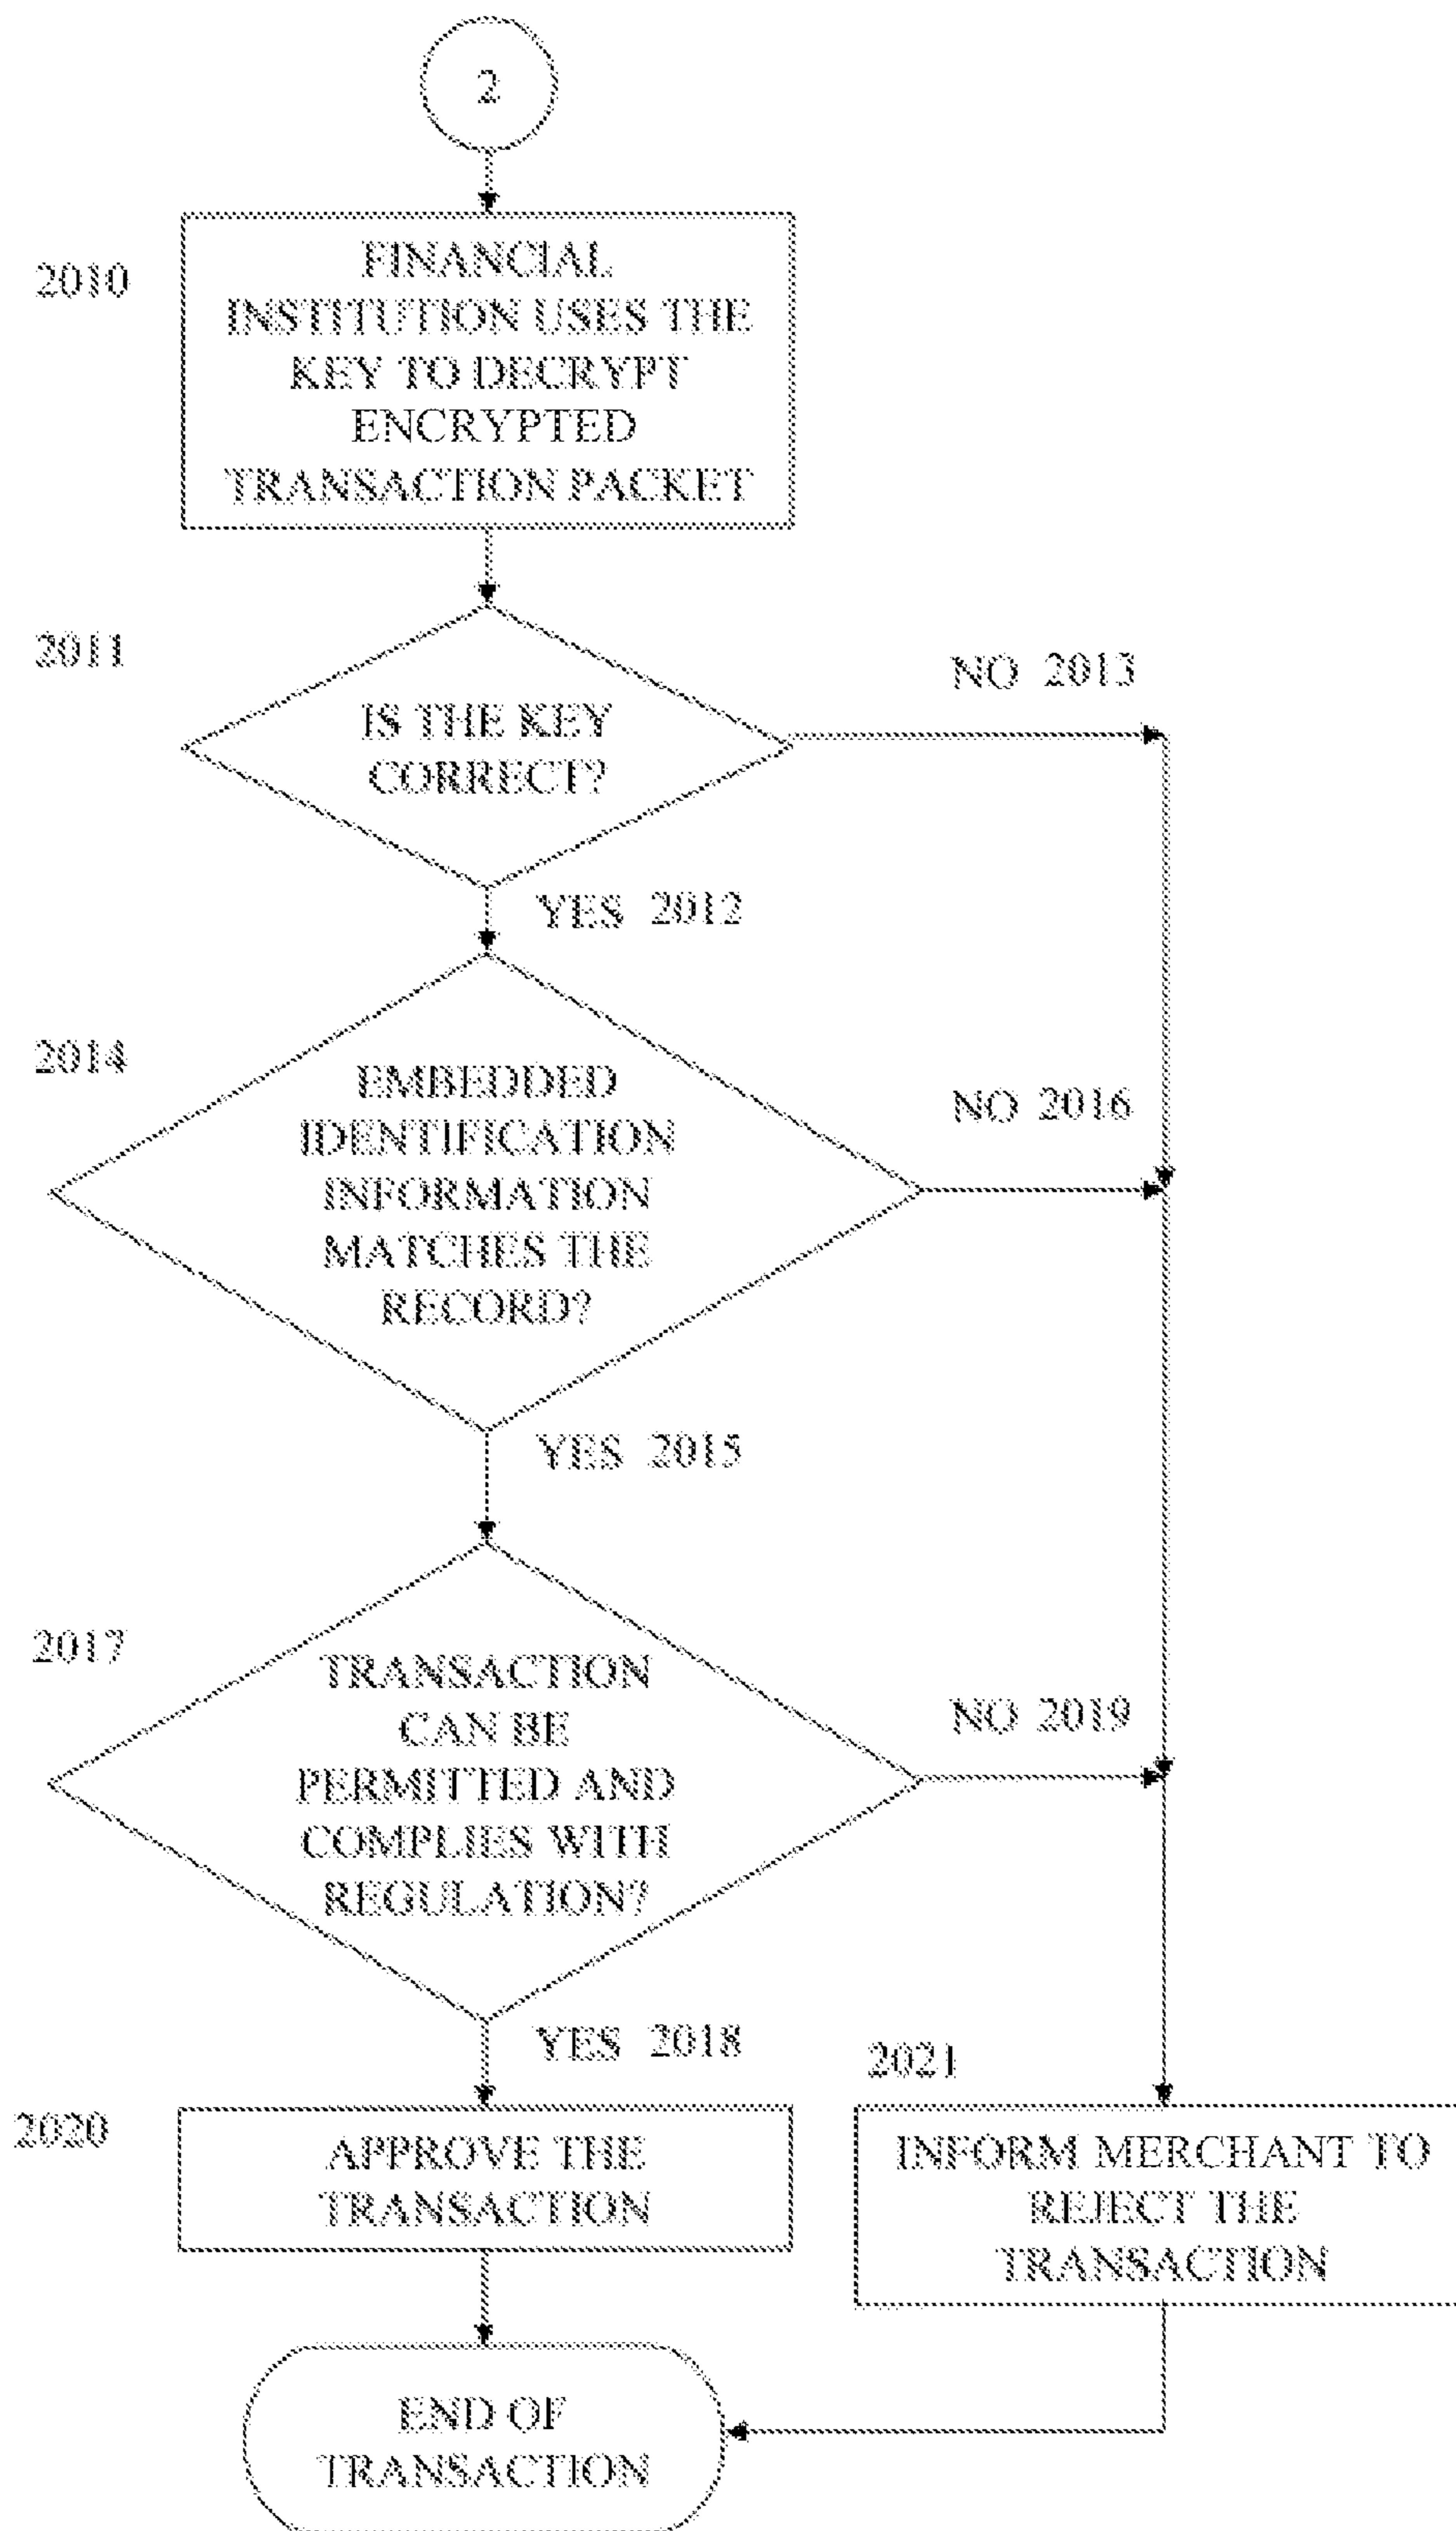 2
2010
FINANCIAL
INSTITUTION USES THE
KEY TO DECRYPT
ENCRYPTED
TRANSACTION PACKET
2011
IS THE KEY
CORRECT?
NO 2013
YES 2012
2014
EMBEDDED
IDENTIFICATION
INFORMATION
MATCHES THE
RECORD?
NO 2016
YES 2015
2017
TRANSACTION
CAN BE
PERMITTED AND
COMPLIES WITH
REGULATION?
NO 2019
YES 2018
2020
APPROVE THE
TRANSACTION
2021
INFORM MERCHANT TO
REJECT THE
TRANSACTION
END OF
TRANSACTION